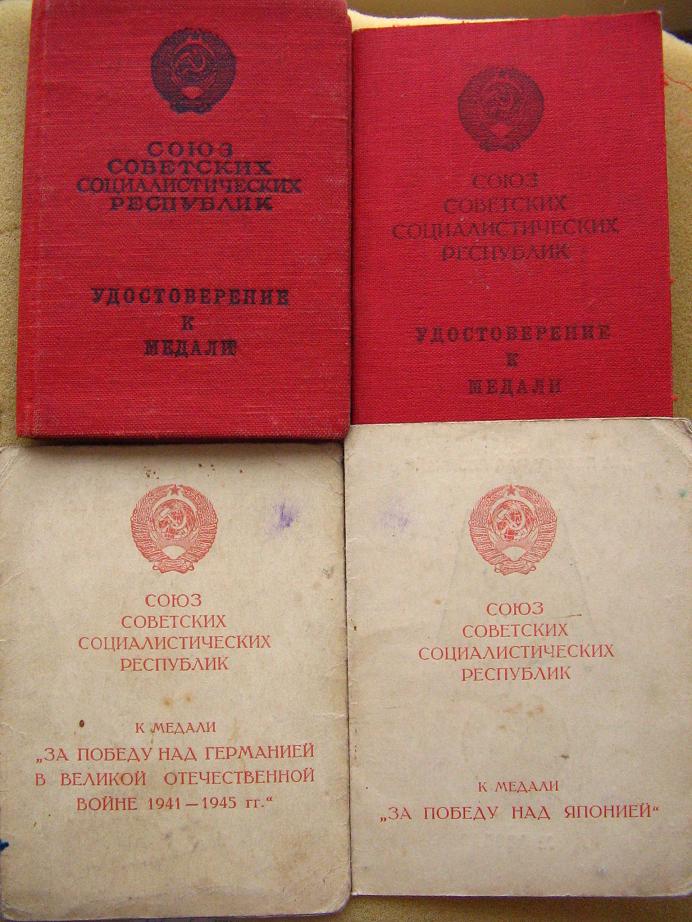 СОЮЗ
СОВЕТСКИХ
СОЦИАЛИСТИЧЕСКИХ
РЕСПУБЛИК
УДОСТОВЕРЕНИЕ
К
МЕДАЛИ
СОЮЗ
СОВЕТСКИХ
СОЦИАЛИСТИЧЕСКИХ
РЕСПУБЛИК
УДОСТОВЕРЕНИЕ
К
МЕДАЛИ
СОЮЗ
СОВЕТСКИХ
СОЦИАЛИСТИЧЕСКИХ
РЕСПУБЛИК
К МЕДАЛИ
„ЗА ПОБЕДУ НАД ГЕРМАНИЕЙ
В ВЕЛИКОЙ ОТЕЧЕСТВЕННОЙ
ВОЙНЕ 1941—1945 гг.“
СОЮЗ
СОВЕТСКИХ
СОЦИАЛИСТИЧЕСКИХ
РЕСПУБЛИК
К МЕДАЛИ
„ЗА ПОБЕДУ НАД ЯПОНИЕЙ“